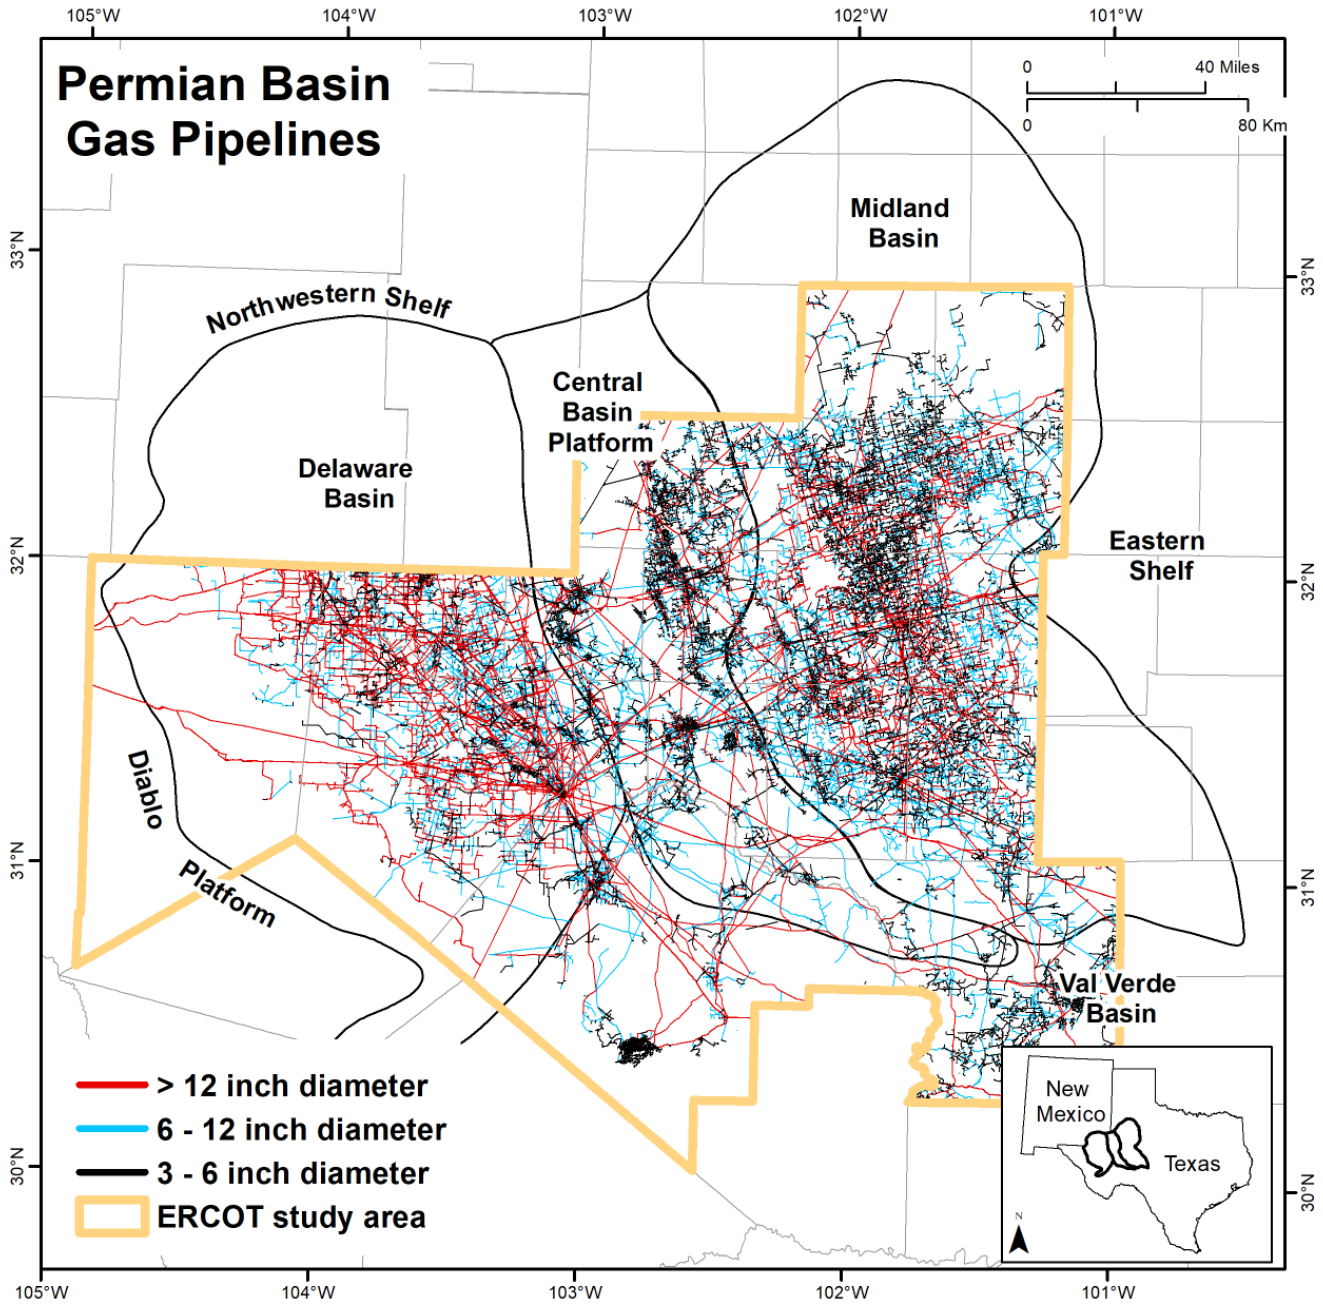 105°W
104°W
103°W
102°W
101°W
Permian Basin
Gas Pipelines
0
40 Miles
0
80 Km
33°N
33°N
Midland
Basin
Northwestern Shelf
Central
Basin
Platform
Delaware
Basin
Eastern
Shelf
32°N
32°N
Diablo
Platform
31°N
31°N
Val Verde
Basin
> 12 inch diameter
6 - 12 inch diameter
3 - 6 inch diameter
ERCOT study area
New
Mexico
Texas
N
30°N
30°N
105°W
104°W
103°W
102°W
101°W